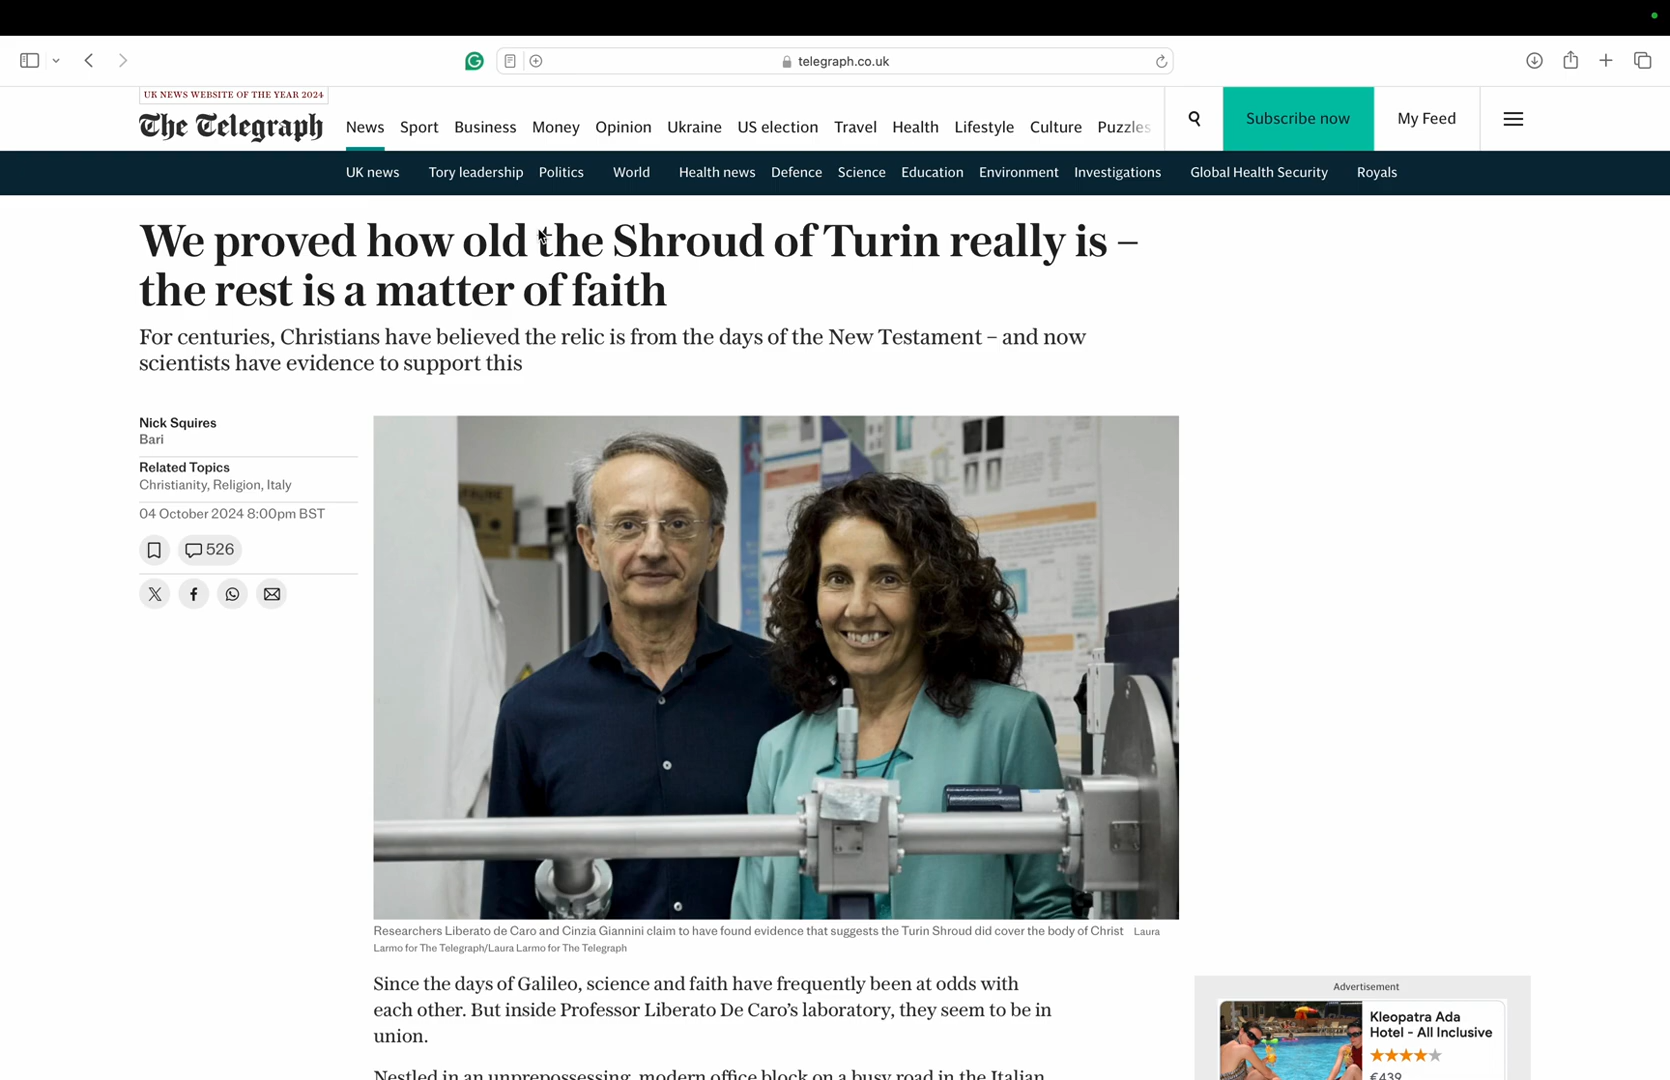 telegraph.co.uk
UK NEWS WEBSITE OF THE YEAR 2024
The Telegraph
News Sport Business Money Opinion Ukraine US election Travel Health Lifestyle Culture Puzzles
Subscribe now
My Feed
UK news Tory leadership Politics World Health news Defence Science Education Environment Investigations Global Health Security Royals
We proved how old the Shroud of Turin really is –
the rest is a matter of faith
For centuries, Christians have believed the relic is from the days of the New Testament – and now
scientists have evidence to support this
Nick Squires
Bari
Related Topics
Christianity, Religion, Italy
04 October 2024 8:00pm BST
526
Researchers Liberato de Caro and Cinzia Giannini claim to have found evidence that suggests the Turin Shroud did cover the body of Christ Laura
Larmo for The Telegraph/Laura Larmo for The Telegraph
Since the days of Galileo, science and faith have frequently been at odds with
each other. But inside Professor Liberato De Caro’s laboratory, they seem to be in
union.
Nestled in an unprepossessing, modern office block on a busy road in the Italian
Advertisement
Kleopatra Ada
Hotel - All Inclusive
€439